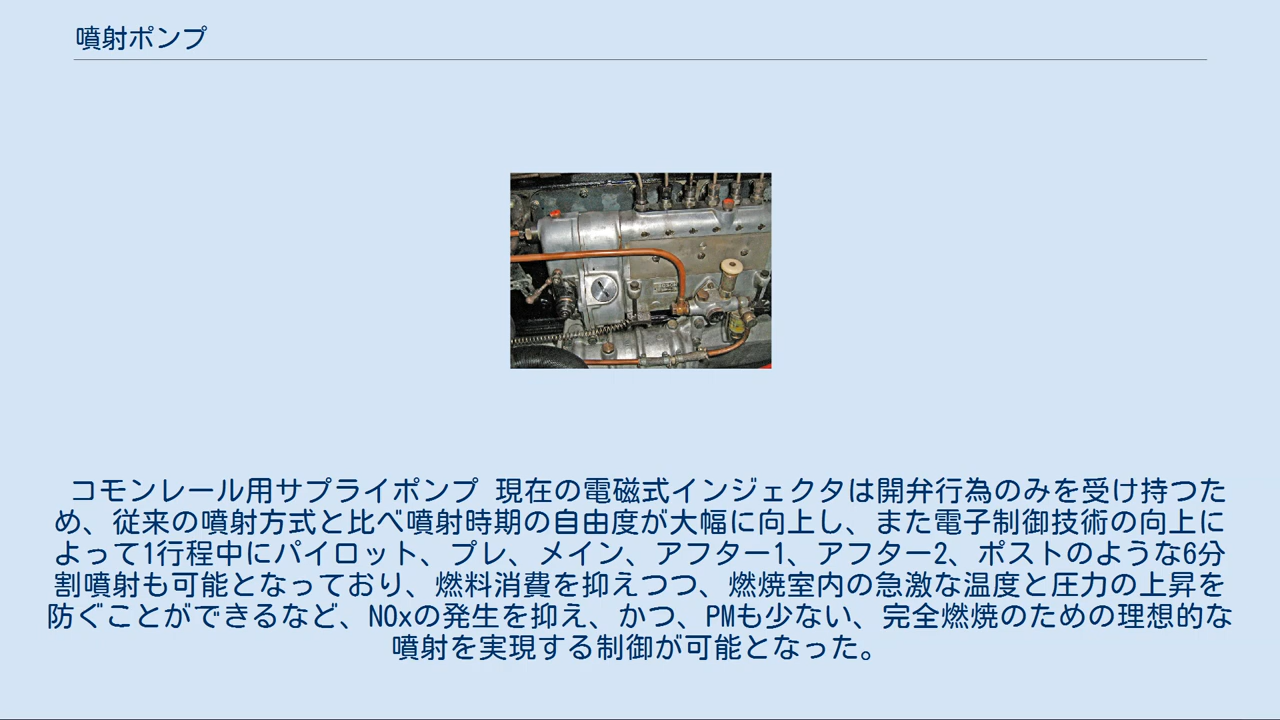 噴射ポンプ
コモンレール用サプライポンプ 現在の電磁式インジェクタは開弁行為のみを受け持つた
め、従来の噴射方式と比べ噴射時期の自由度が大幅に向上し、また電子制御技術の向上に
よって1行程中にパイロット、プレ、メイン、アフター1、アフター2、ポストのような6分
割噴射も可能となっており、燃料消費を抑えつつ、燃焼室内の急激な温度と圧力の上昇を
防ぐことができるなど、NOxの発生を抑え、かつ、PMも少ない、完全燃焼のための理想的な
噴射を実現する制御が可能となった。